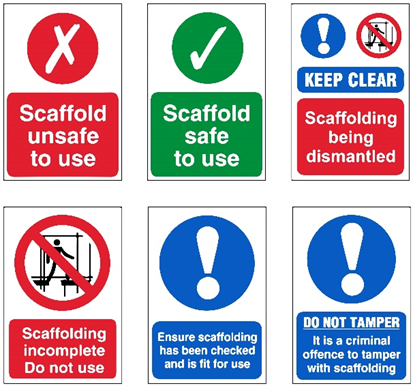 Scaffold
unsafe
to use
Scaffold
safe
to use
KEEP CLEAR
Scaffolding
being
dismantled
Scaffolding
incomplete
Do not use
Ensure scaffolding
has been checked
and is fit for use
DO NOT TAMPER
It is a criminal
offence to tamper
with scaffolding